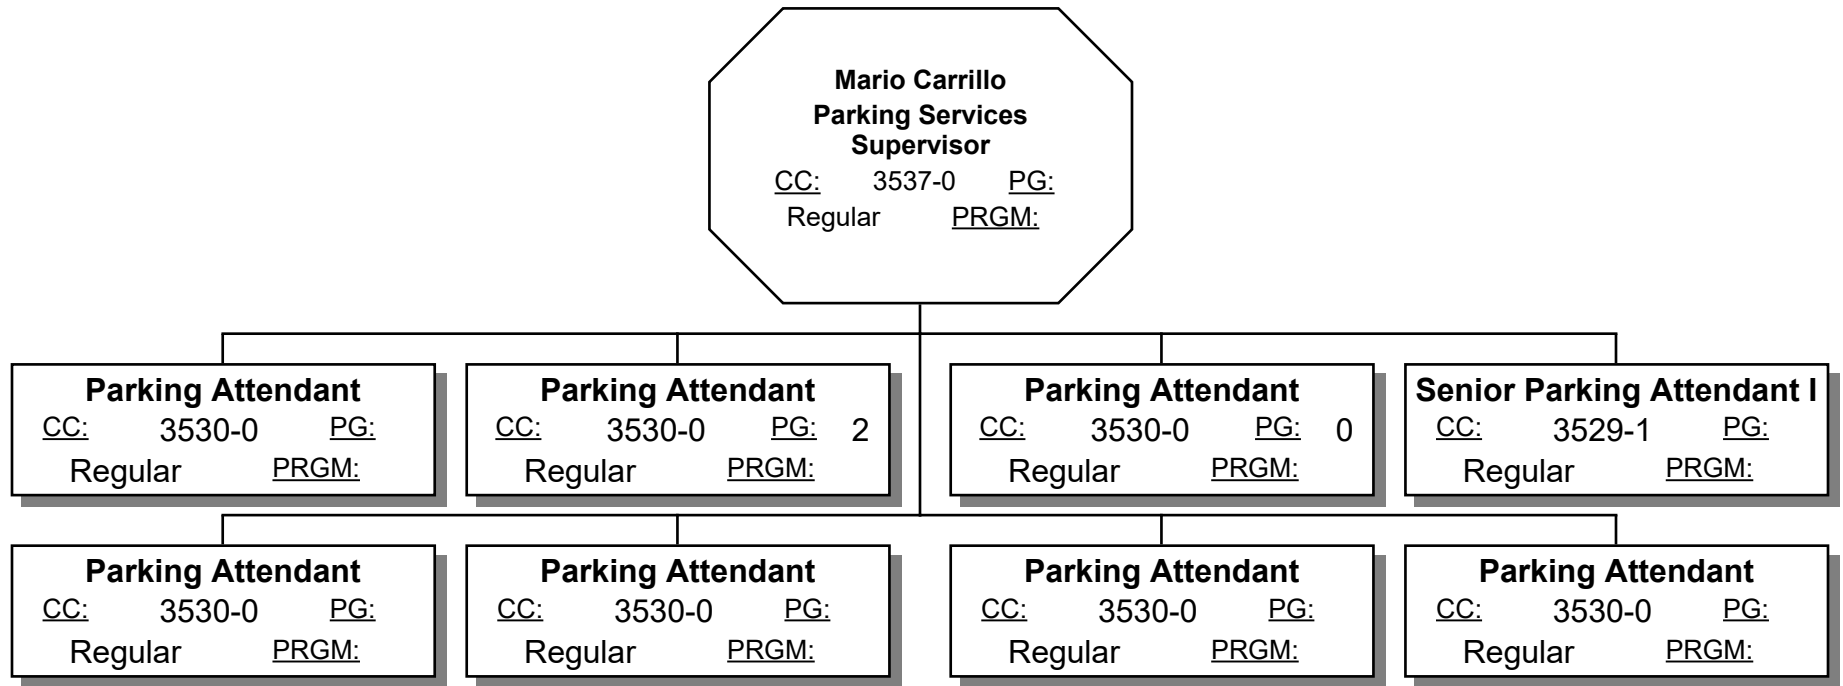 Mario Carrillo
Parking Services
Supervisor
CC: 3537-0 PG:
Regular PRGM:
Parking Attendant
CC: 3530-0 PG:
Regular PRGM:
Parking Attendant
CC: 3530-0 PG: 2
Regular PRGM:
Parking Attendant
CC: 3530-0 PG: 0
Regular PRGM:
Senior Parking Attendant I
CC: 3529-1 PG:
Regular PRGM:
Parking Attendant
CC: 3530-0 PG:
Regular PRGM:
Parking Attendant
CC: 3530-0 PG:
Regular PRGM:
Parking Attendant
CC: 3530-0 PG:
Regular PRGM:
Parking Attendant
CC: 3530-0 PG:
Regular PRGM: